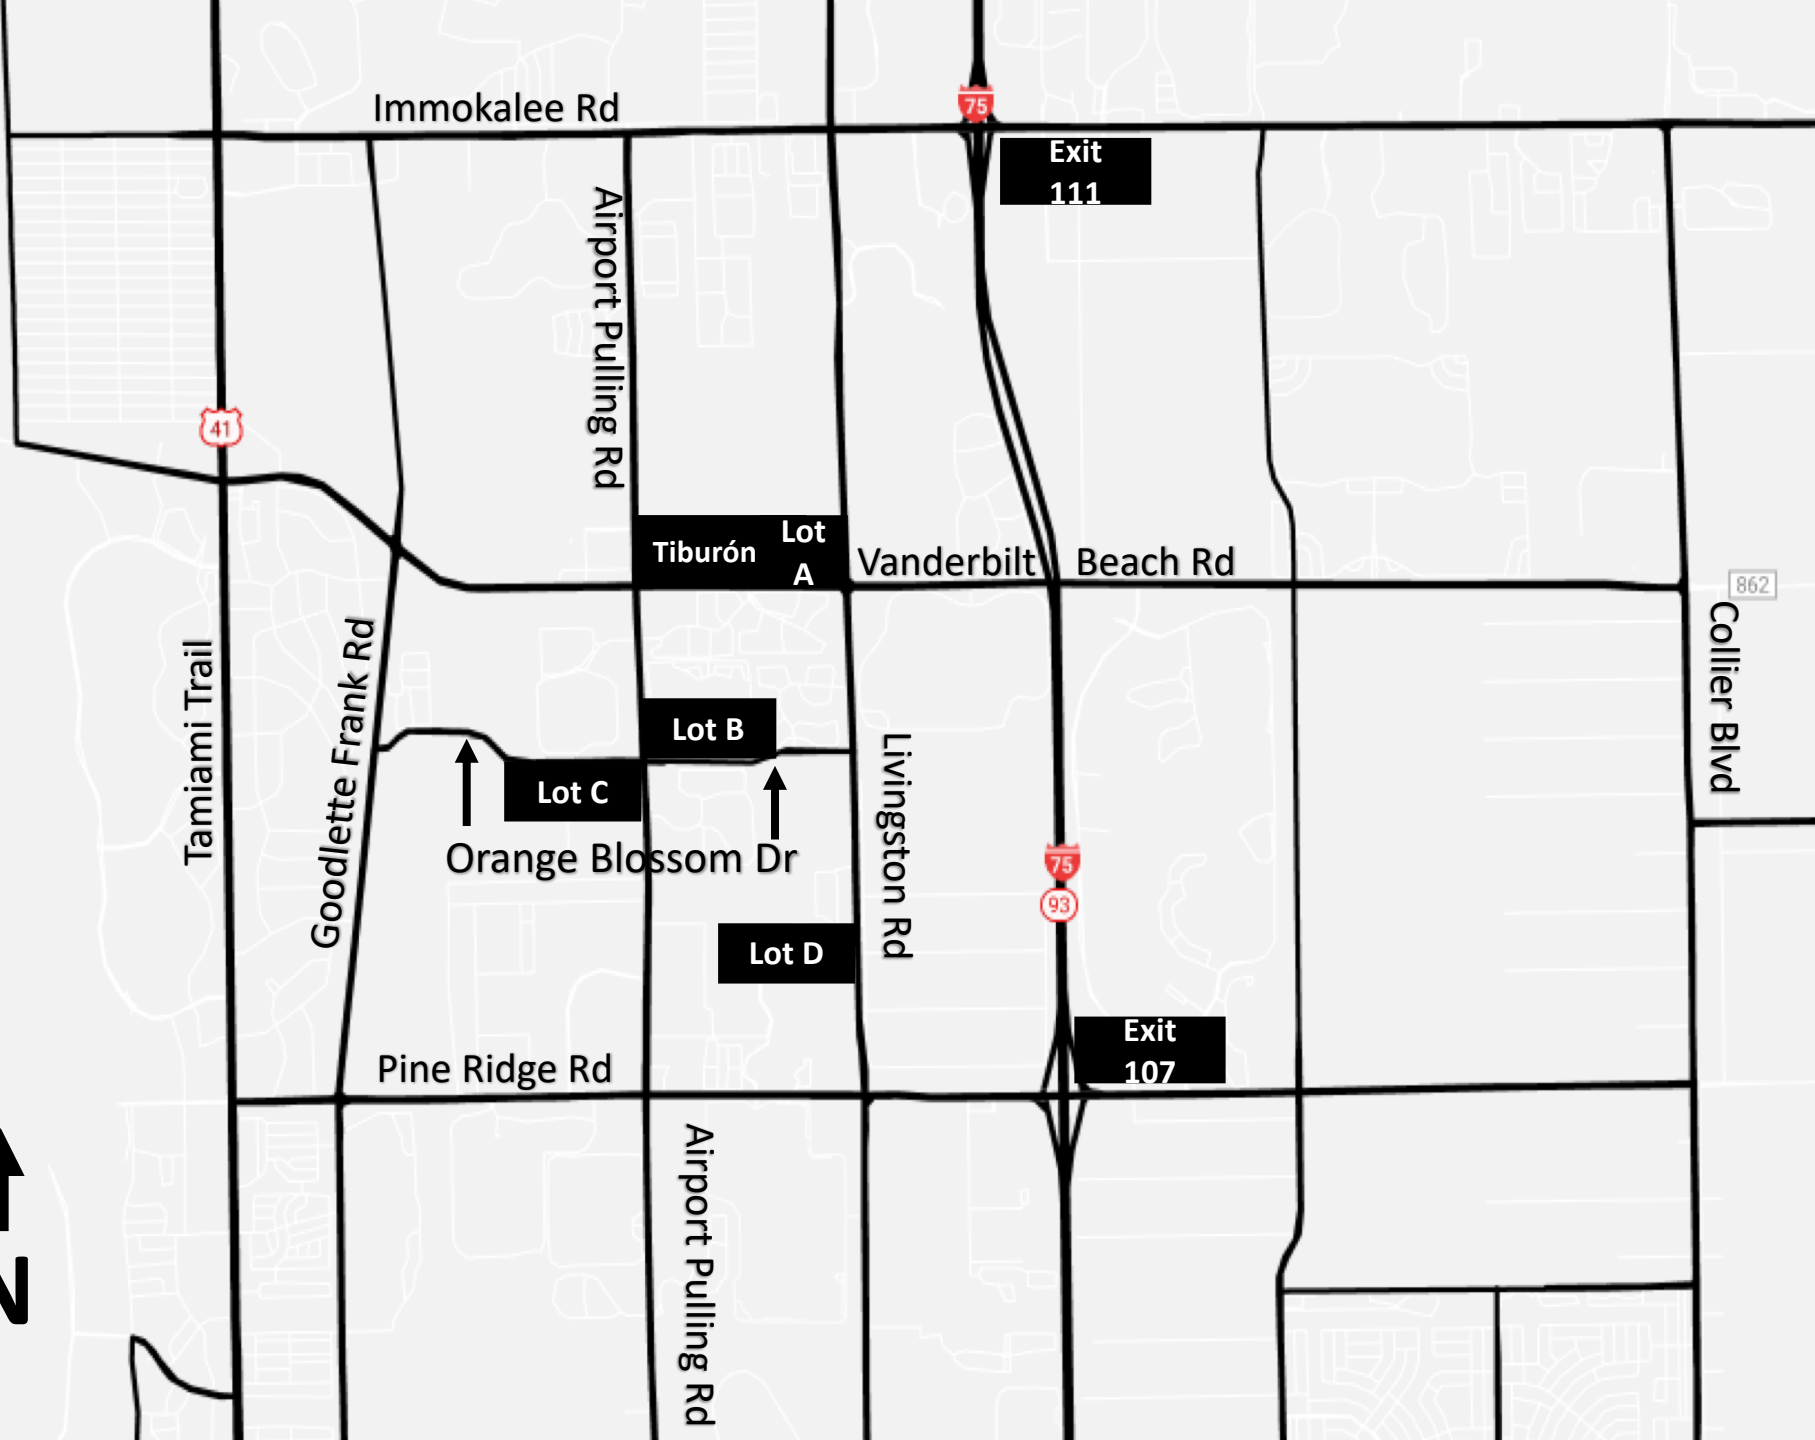 Immokalee Rd
75
Exit
111
Airport Pulling Rd
41
Tiburón
Lot
A
Vanderbilt
Beach Rd
862
Collier Blvd
Tamiami Trail
Goodlette Frank Rd
Lot B
Lot C
Orange Blossom Dr
Livingston Rd
75
93
Lot D
Exit
107
Pine Ridge Rd
Airport Pulling Rd
N